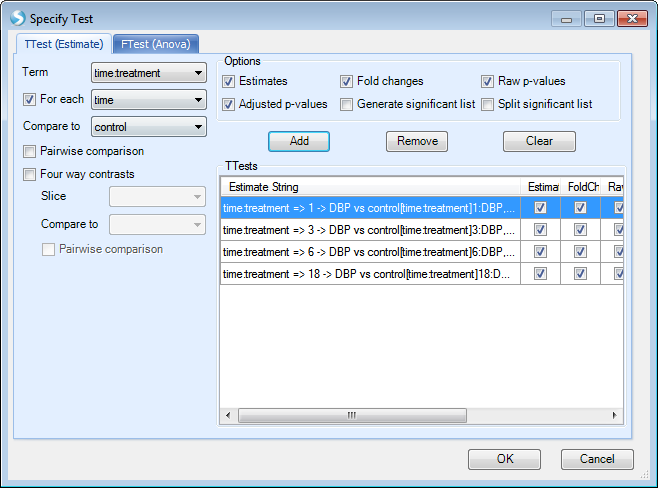 Specify Test
TTest (Estimate)
FTest (Anova)
Term
time:treatment
For each
time
Compare to
control
Pairwise comparison
Four way contrasts
Slice
Compare to
Pairwise comparison
Options
Estimates
Fold changes
Raw p-values
Adjusted p-values
Generate significant list
Split significant list
Add
Remove
Clear
TTests
Estimate String
Estimat
FoldCh
Raw
time:treatment => 1 -> DBP vs control[time:treatment]1:DBP,...
time:treatment => 3 -> DBP vs control[time:treatment]3:DBP,...
time:treatment => 6 -> DBP vs control[time:treatment]6:DBP,...
time:treatment => 18 -> DBP vs control[time:treatment]18:D...
OK
Cancel